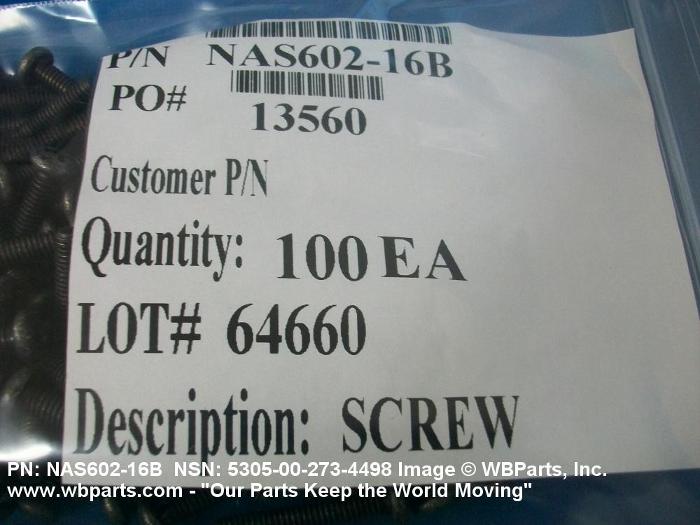 P/N NAS602-16B
PO# 13560
Customer P/N
Quantity: 100 EA
LOT# 64660
Description: SCREW
PN: NAS602-16B NSN: 5305-00-273-4498 Image © WBParts, Inc.
www.wbparts.com - "Our Parts Keep the World Moving"